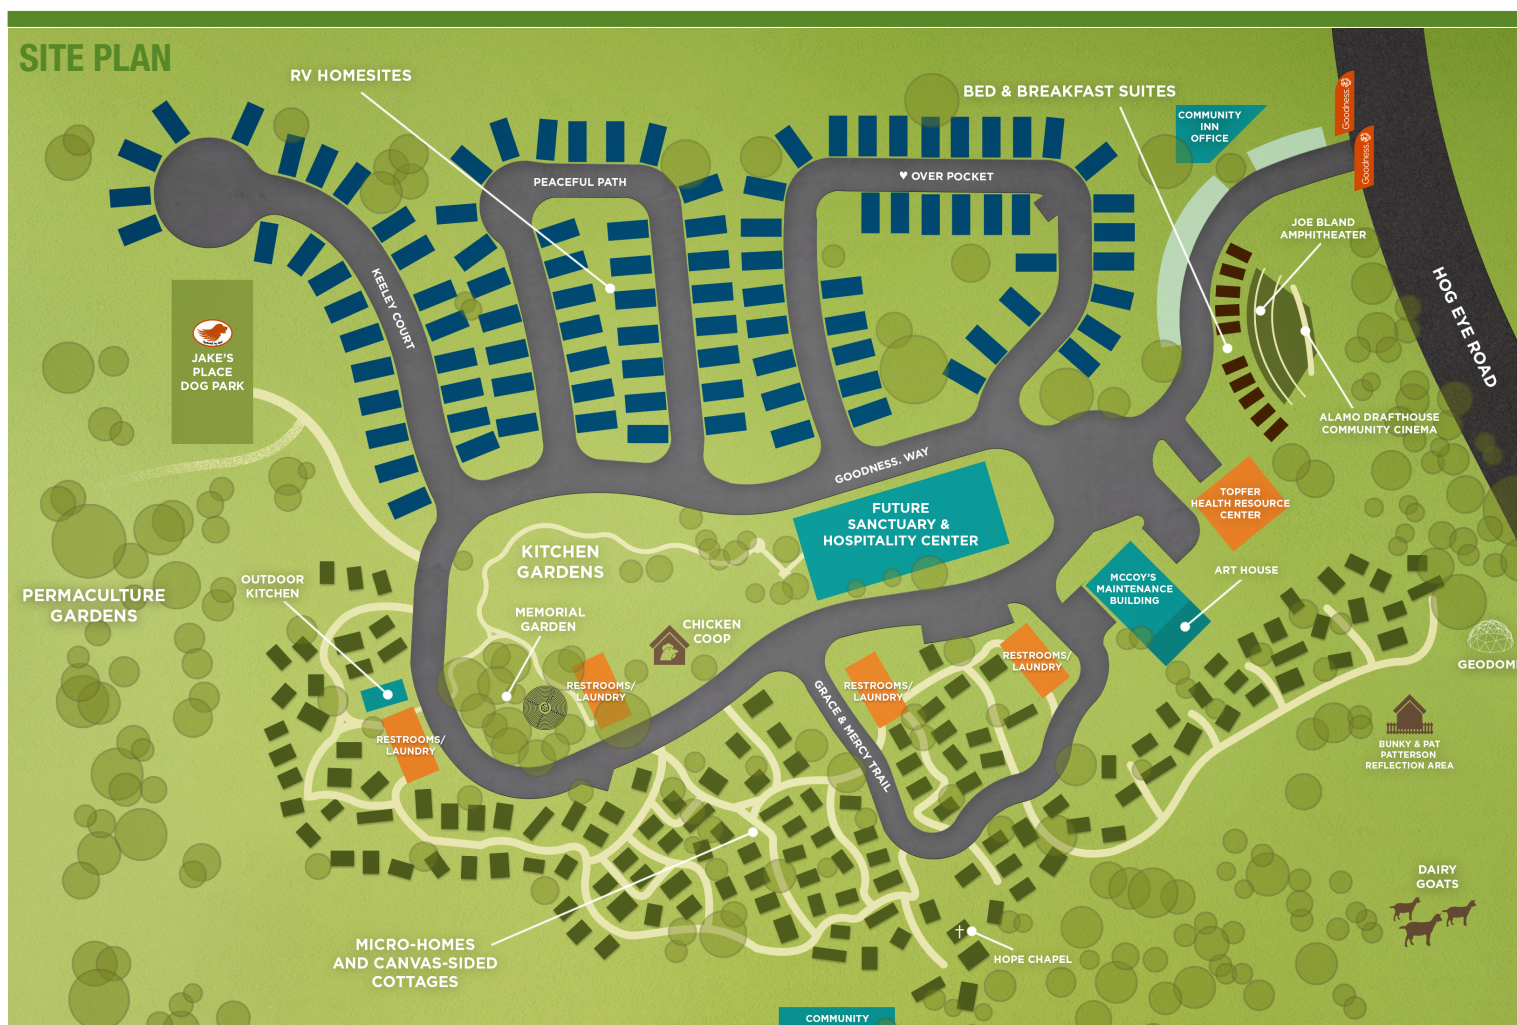 SITE PLAN
RV HOMESITES
BED & BREAKFAST SUITES
COMMUNITY
INN
OFFICE
Goodness.
Goodness.
PEACEFUL PATH
♥ OVER POCKET
JOE BLAND
AMPHITHEATER
KEELEY COURT
HOG EYE ROAD
JAKE'S
PLACE
DOG PARK
ALAMO DRAFTHOUSE
COMMUNITY CINEMA
GOODNESS. WAY
TOPFER
HEALTH RESOURCE
CENTER
FUTURE
SANCTUARY &
HOSPITALITY CENTER
KITCHEN
GARDENS
OUTDOOR
KITCHEN
PERMACULTURE
GARDENS
MCCOY'S
MAINTENANCE
BUILDING
ART HOUSE
MEMORIAL
GARDEN
CHICKEN
COOP
RESTROOMS/
LAUNDRY
RESTROOMS/
LAUNDRY
RESTROOMS/
LAUNDRY
RESTROOMS/
LAUNDRY
GEODOM
GRACE & MERCY TRAIL
BUNKY & PAT
PATTERSON
REFLECTION AREA
DAIRY
GOATS
MICRO-HOMES
AND CANVAS-SIDED
COTTAGES
HOPE CHAPEL
COMMUNITY